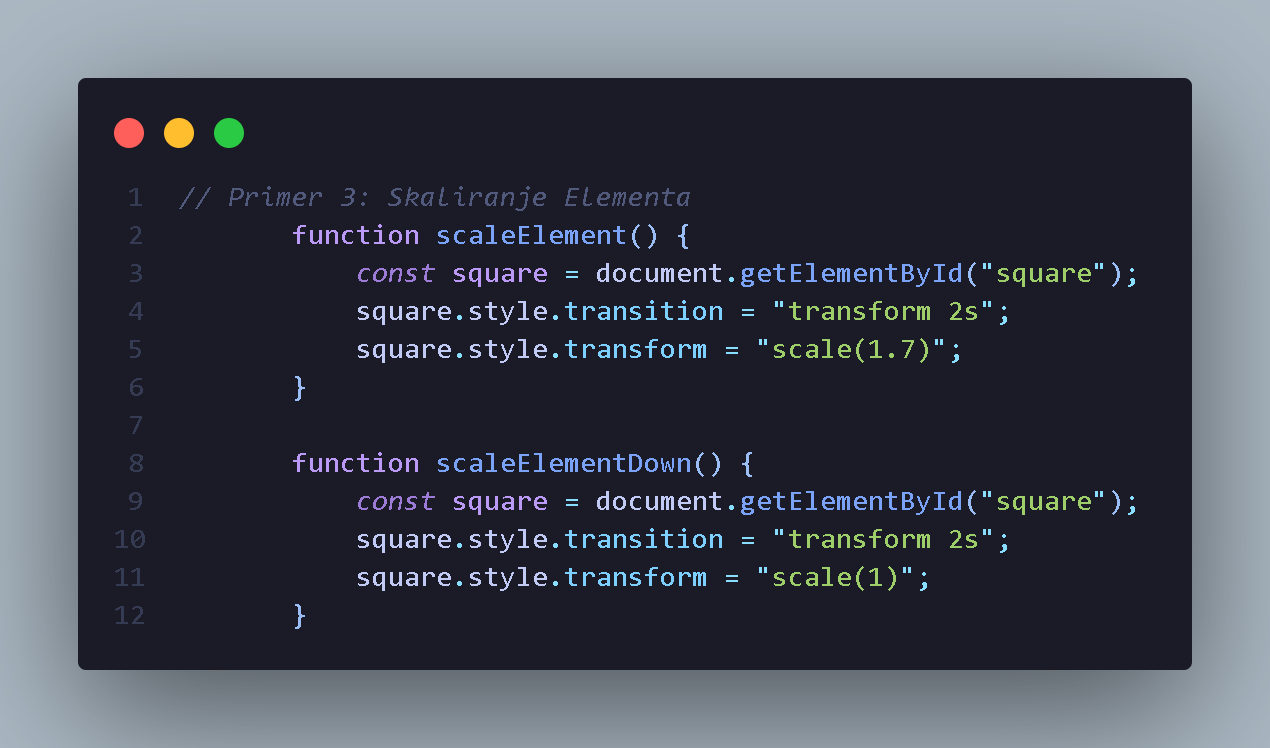 1 // Primer 3: Skaliranje Elementa
2 function scaleElement() {
3 const square = document.getElementById("square");
4 square.style.transition = "transform 2s";
5 square.style.transform = "scale(1.7)";
6 }
7
8 function scaleElementDown() {
9 const square = document.getElementById("square");
10 square.style.transition = "transform 2s";
11 square.style.transform = "scale(1)";
12 }